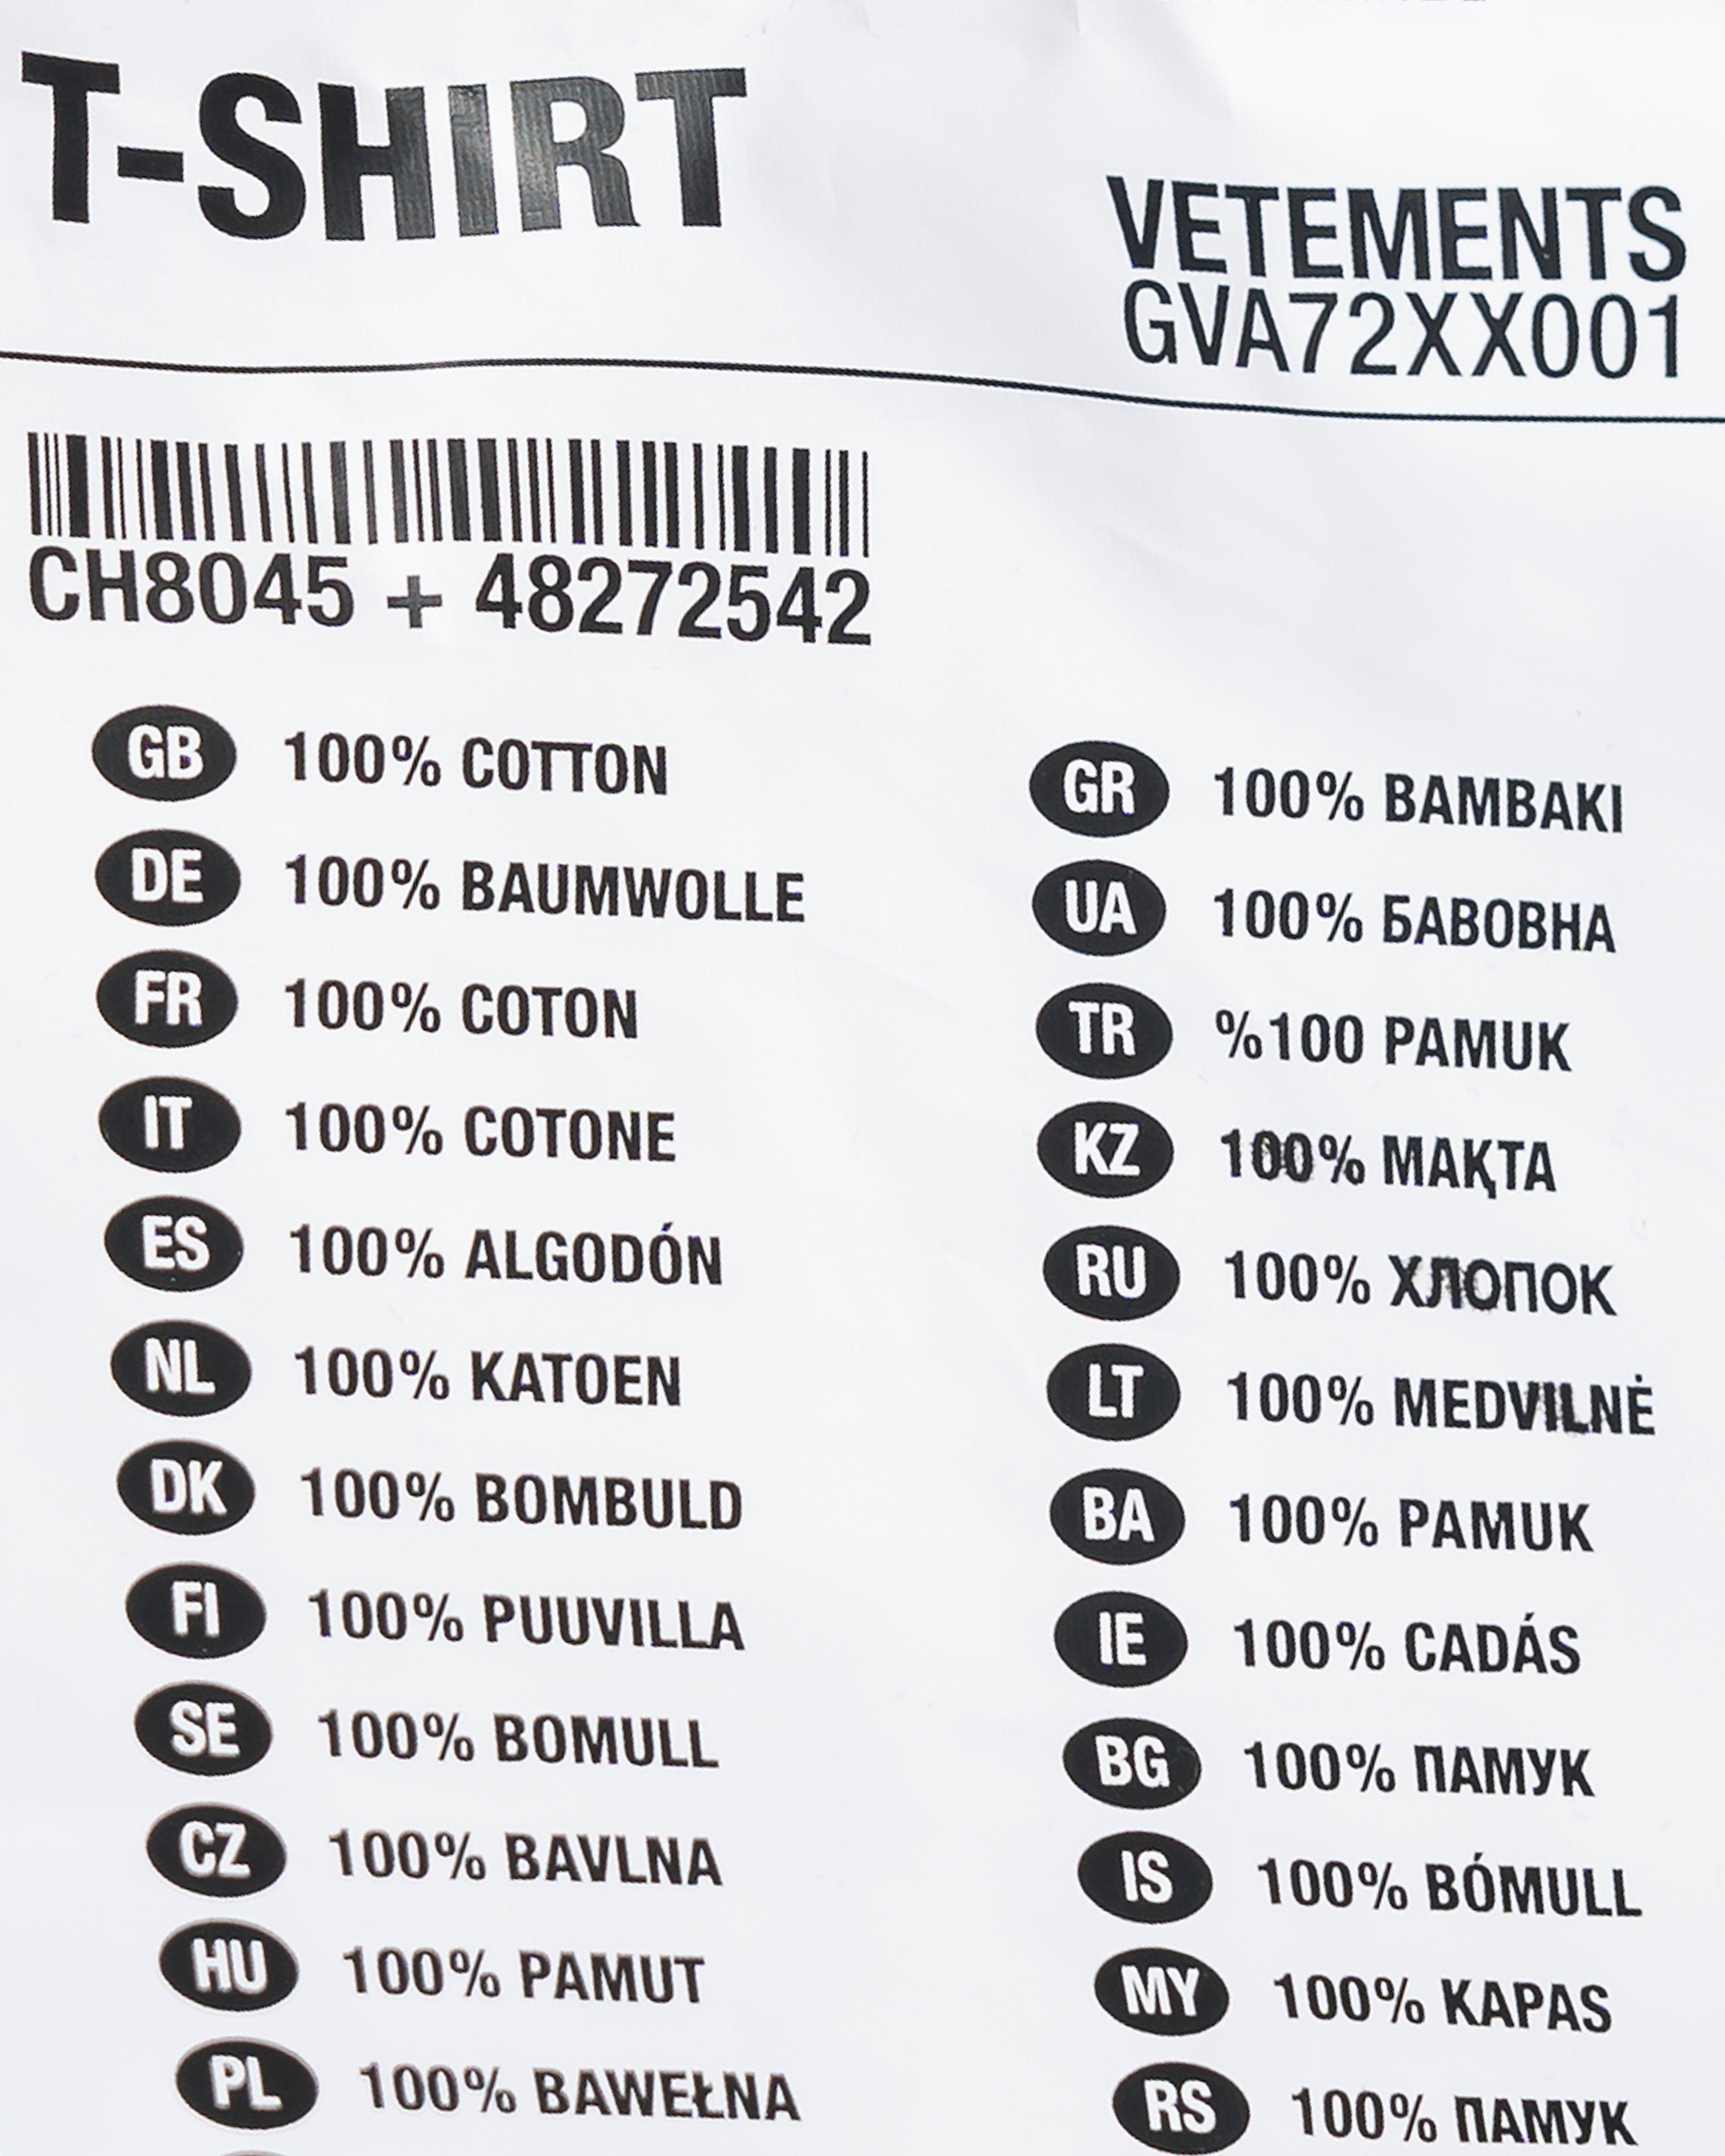 T-SHIRT
VETEMENTS
GVA72XX001
CH8045 + 48272542
GB 100% COTTON
DE 100% BAUMWOLLE
FR 100% COTON
IT 100% COTONE
ES 100% ALGODÓN
NL 100% KATOEN
DK 100% BOMBULD
FI 100% PUUVILLA
SE 100% BOMULL
CZ 100% BAVLNA
HU 100% PAMUT
PL 100% BAWEŁNA
GR 100% BAMBAKI
UA 100% БАВОВНА
TR %100 PAMUK
KZ 100% МАҚТА
RU 100% ХЛОПОК
LT 100% MEDVILNĖ
BA 100% PAMUK
IE 100% CADÁS
BG 100% ПАМУК
IS 100% BÓMULL
MY 100% KAPAS
RS 100% ПАМУК